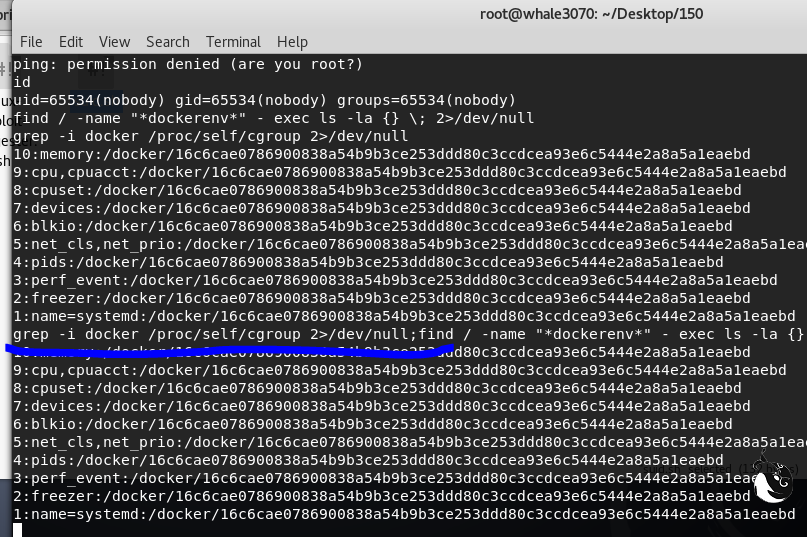 root@whale3070: ~/Desktop/150
File Edit View Search Terminal Help
ping: permission denied (are you root?)
id
uid=65534(nobody) gid=65534(nobody) groups=65534(nobody)
find / -name "*dockerenv*" - exec ls -la {} \; 2>/dev/null
grep -i docker /proc/self/cgroup 2>/dev/null
10:memory:/docker/16c6cae0786900838a54b9b3ce253ddd80c3ccdcea93e6c5444e2a8a5a1eaebd
9:cpu,cpuacct:/docker/16c6cae0786900838a54b9b3ce253ddd80c3ccdcea93e6c5444e2a8a5a1eaebd
8:cpuset:/docker/16c6cae0786900838a54b9b3ce253ddd80c3ccdcea93e6c5444e2a8a5a1eaebd
7:devices:/docker/16c6cae0786900838a54b9b3ce253ddd80c3ccdcea93e6c5444e2a8a5a1eaebd
6:blkio:/docker/16c6cae0786900838a54b9b3ce253ddd80c3ccdcea93e6c5444e2a8a5a1eaebd
5:net_cls,net_prio:/docker/16c6cae0786900838a54b9b3ce253ddd80c3ccdcea93e6c5444e2a8a5a1eae
4:pids:/docker/16c6cae0786900838a54b9b3ce253ddd80c3ccdcea93e6c5444e2a8a5a1eaebd
3:perf_event:/docker/16c6cae0786900838a54b9b3ce253ddd80c3ccdcea93e6c5444e2a8a5a1eaebd
2:freezer:/docker/16c6cae0786900838a54b9b3ce253ddd80c3ccdcea93e6c5444e2a8a5a1eaebd
1:name=systemd:/docker/16c6cae0786900838a54b9b3ce253ddd80c3ccdcea93e6c5444e2a8a5a1eaebd
grep -i docker /proc/self/cgroup 2>/dev/null;find / -name "*dockerenv*" - exec ls -la {}
10:memory:/docker/16c6cae0786900838a54b9b3ce253ddd80c3ccdcea93e6c5444e2a8a5a1eaebd
9:cpu,cpuacct:/docker/16c6cae0786900838a54b9b3ce253ddd80c3ccdcea93e6c5444e2a8a5a1eaebd
8:cpuset:/docker/16c6cae0786900838a54b9b3ce253ddd80c3ccdcea93e6c5444e2a8a5a1eaebd
7:devices:/docker/16c6cae0786900838a54b9b3ce253ddd80c3ccdcea93e6c5444e2a8a5a1eaebd
6:blkio:/docker/16c6cae0786900838a54b9b3ce253ddd80c3ccdcea93e6c5444e2a8a5a1eaebd
5:net_cls,net_prio:/docker/16c6cae0786900838a54b9b3ce253ddd80c3ccdcea93e6c5444e2a8a5a1eae
4:pids:/docker/16c6cae0786900838a54b9b3ce253ddd80c3ccdcea93e6c5444e2a8a5a1eaebd
3:perf_event:/docker/16c6cae0786900838a54b9b3ce253ddd80c3ccdcea93e6c5444e2a8a5a1eaebd
2:freezer:/docker/16c6cae0786900838a54b9b3ce253ddd80c3ccdcea93e6c5444e2a8a5a1eaebd
1:name=systemd:/docker/16c6cae0786900838a54b9b3ce253ddd80c3ccdcea93e6c5444e2a8a5a1eaebd